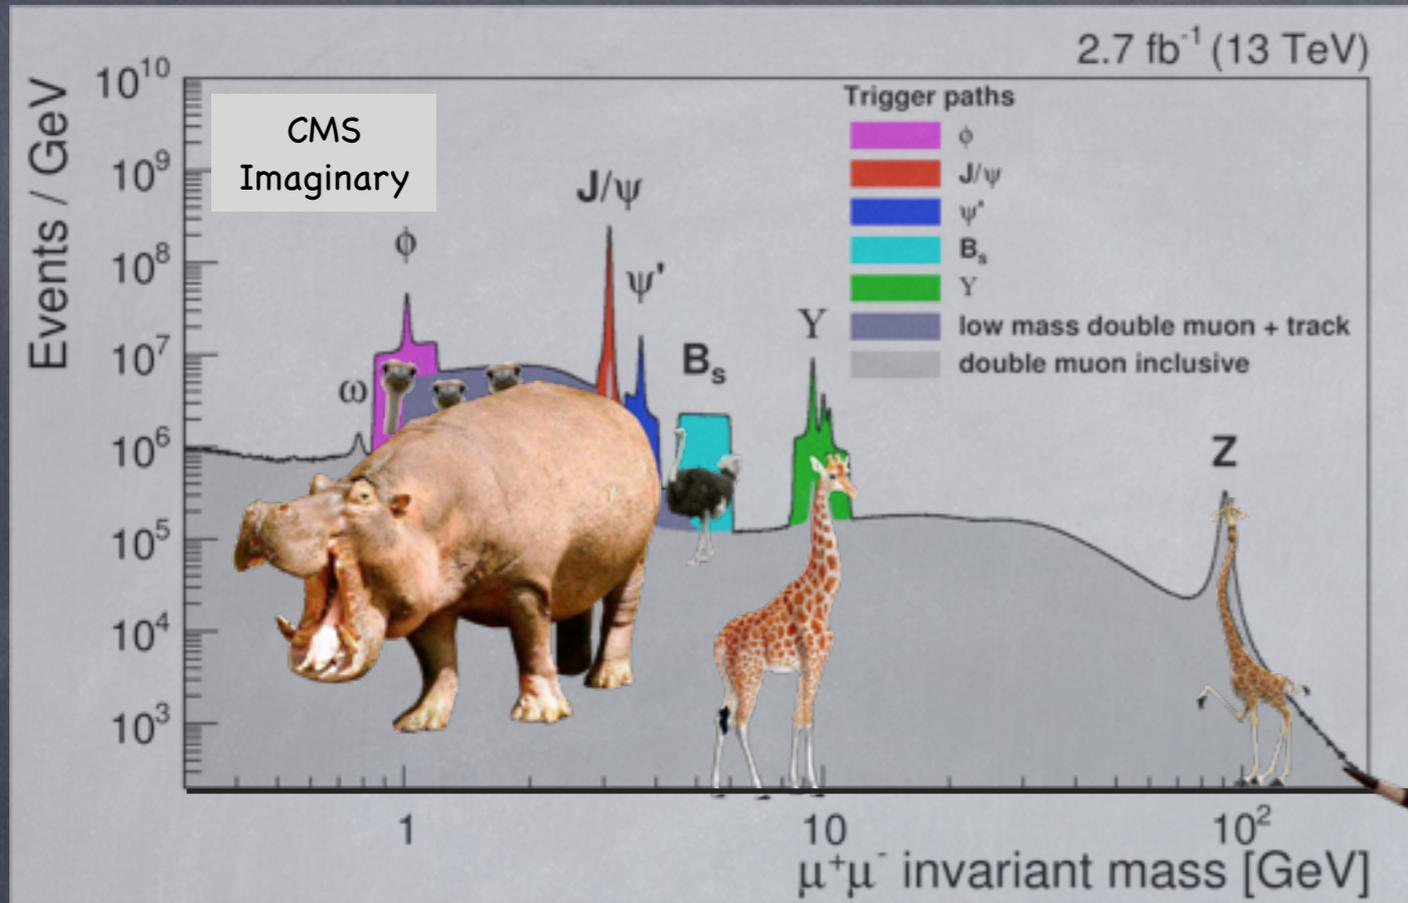 2.7 fb⁻¹ (13 TeV)
Events / GeV
10¹⁰
10⁹
10⁸
10⁷
10⁶
10⁵
10⁴
10³
CMS
Imaginary
ω
ϕ
J/ψ
ψ'
Bₛ
Υ
Z
Trigger paths
ϕ
J/ψ
ψ'
Bₛ
Υ
low mass double muon + track
double muon inclusive
1 10 10²
μ⁺μ⁻ invariant mass [GeV]